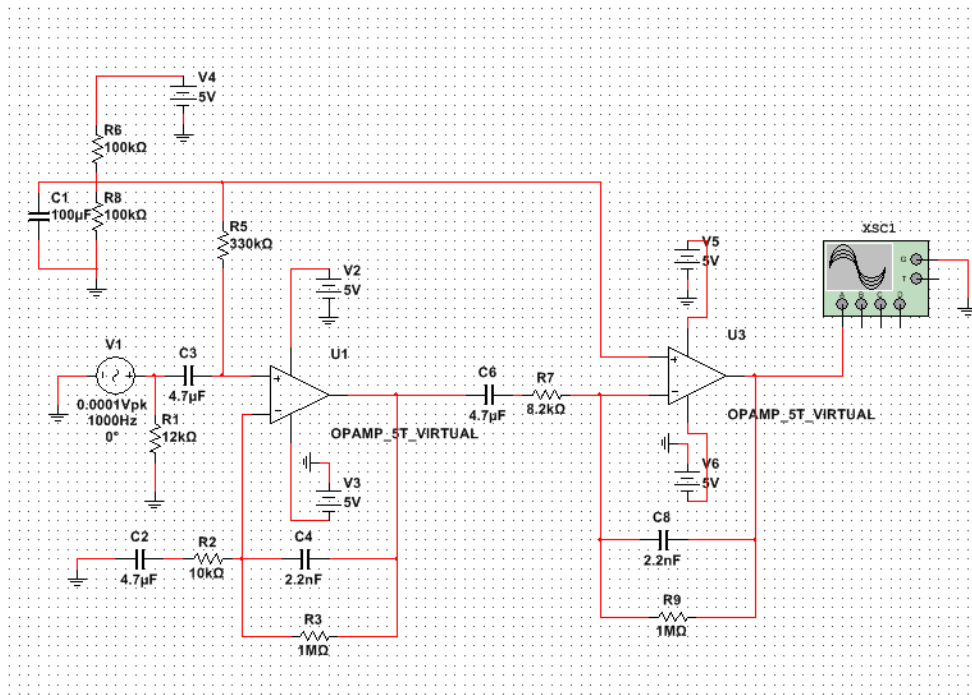 V4
5V
R6
100kΩ
C1
100µF
R8
100kΩ
R5
330kΩ
V2
5V
V5
5V
XSC1
G
T
A
B
C
D
V1
0.0001Vpk
1000Hz
0°
C3
4.7µF
R1
12kΩ
U1
OPAMP_5T_VIRTUAL
V3
5V
C6
4.7µF
R7
8.2kΩ
U3
OPAMP_5T_VIRTUAL
V6
5V
C2
4.7µF
R2
10kΩ
C4
2.2nF
R3
1MΩ
C8
2.2nF
R9
1MΩ